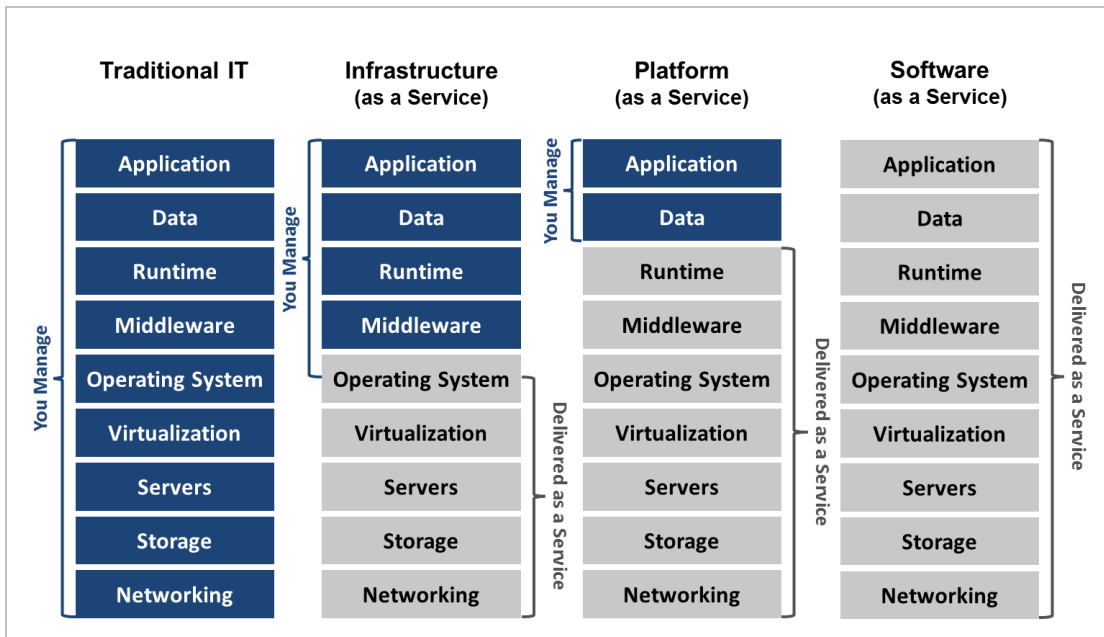 Traditional IT
You Manage
Application
Data
Runtime
Middleware
Operating System
Virtualization
Servers
Storage
Networking
Infrastructure
(as a Service)
You Manage
Application
Data
Runtime
Middleware
Operating System
Virtualization
Servers
Storage
Networking
Delivered as a Service
Platform
(as a Service)
You Manage
Application
Data
Runtime
Middleware
Operating System
Virtualization
Servers
Storage
Networking
Delivered as a Service
Software
(as a Service)
Application
Data
Runtime
Middleware
Operating System
Virtualization
Servers
Storage
Networking
Delivered as a Service